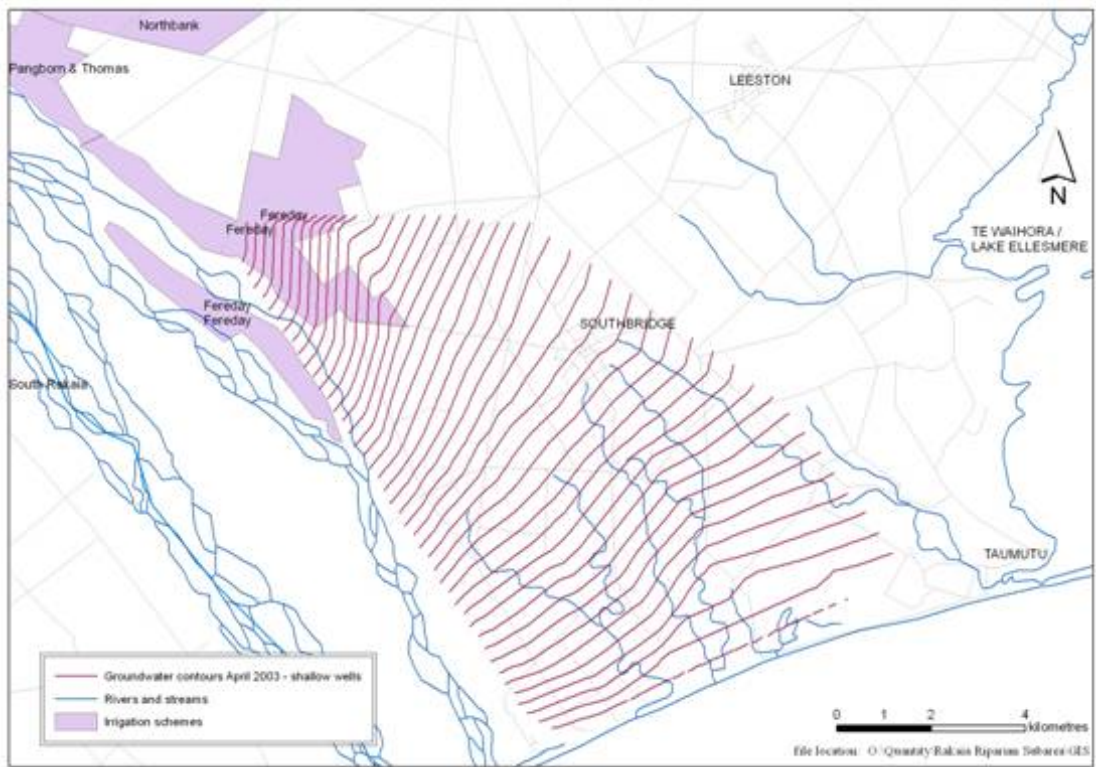 Northbank
Pangborn & Thomas
LEESTON
N
TE WAIHORA /
LAKE ELLESMERE
Fereday
Fereday
Fereday
Fereday
SOUTHBRIDGE
South Rakaia
TAUMUTU
Groundwater contours April 2003 - shallow wells
Rivers and streams
Irrigation schemes
0 1 2 4
kilometres
file location: O:\Quantity\Rakaia Riparian Subarea\GIS